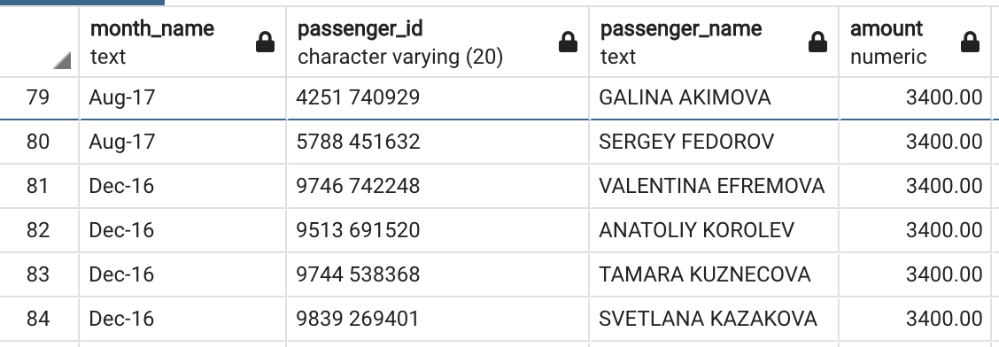 month_name passenger_id passenger_name amount
text character varying (20) text numeric
79 Aug-17 4251 740929 GALINA AKIMOVA 3400.00
80 Aug-17 5788 451632 SERGEY FEDOROV 3400.00
81 Dec-16 9746 742248 VALENTINA EFREMOVA 3400.00
82 Dec-16 9513 691520 ANATOLIY KOROLEV 3400.00
83 Dec-16 9744 538368 TAMARA KUZNECOVA 3400.00
84 Dec-16 9839 269401 SVETLANA KAZAKOVA 3400.00